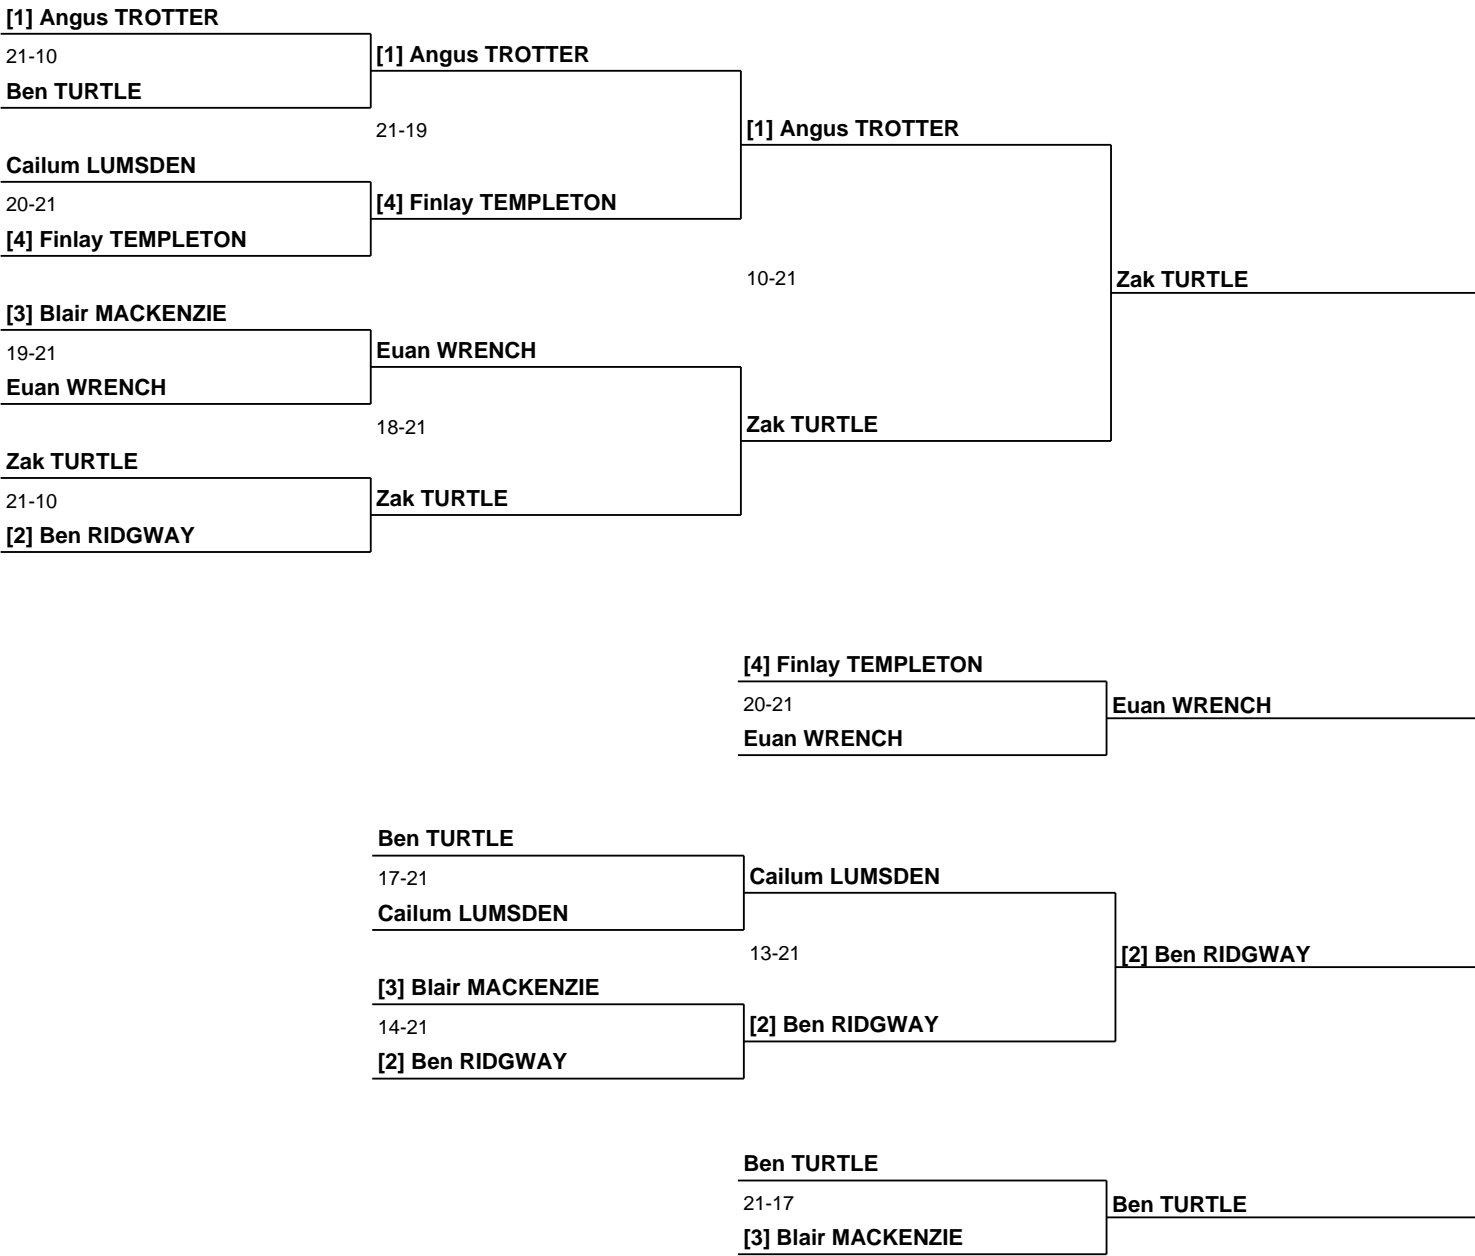 [1] Angus TROTTER
21-10
Ben TURTLE
[1] Angus TROTTER
21-19
Cailum LUMSDEN
20-21
[4] Finlay TEMPLETON
[4] Finlay TEMPLETON
[1] Angus TROTTER
10-21
Zak TURTLE
[3] Blair MACKENZIE
19-21
Euan WRENCH
Euan WRENCH
18-21
Zak TURTLE
Zak TURTLE
21-10
[2] Ben RIDGWAY
Zak TURTLE
[4] Finlay TEMPLETON
20-21
Euan WRENCH
Euan WRENCH
Ben TURTLE
17-21
Cailum LUMSDEN
Cailum LUMSDEN
13-21
[2] Ben RIDGWAY
[3] Blair MACKENZIE
14-21
[2] Ben RIDGWAY
[2] Ben RIDGWAY
Ben TURTLE
21-17
[3] Blair MACKENZIE
Ben TURTLE